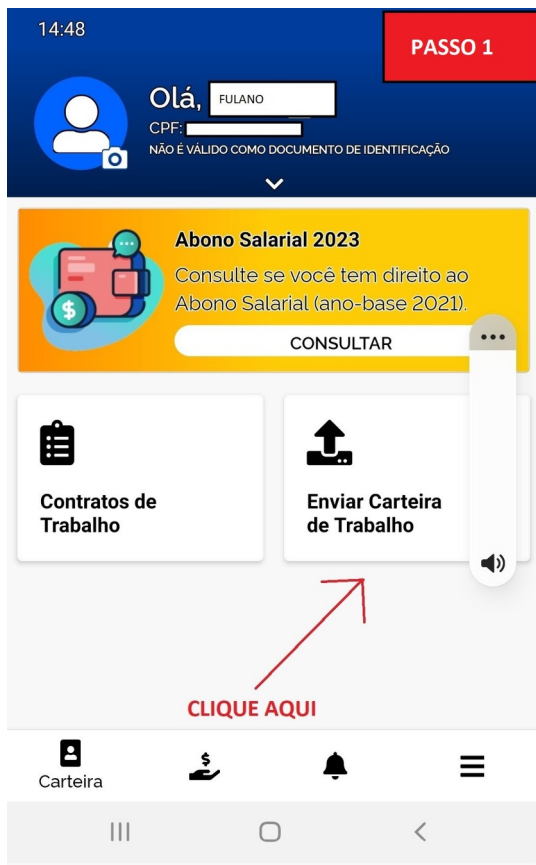 14:48
PASSO 1
Olá, FULANO
CPF:
NÃO É VÁLIDO COMO DOCUMENTO DE IDENTIFICAÇÃO
Abono Salarial 2023
Consulte se você tem direito ao
Abono Salarial (ano-base 2021).
CONSULTAR
Contratos de
Trabalho
Enviar Carteira
de Trabalho
CLIQUE AQUI
Carteira